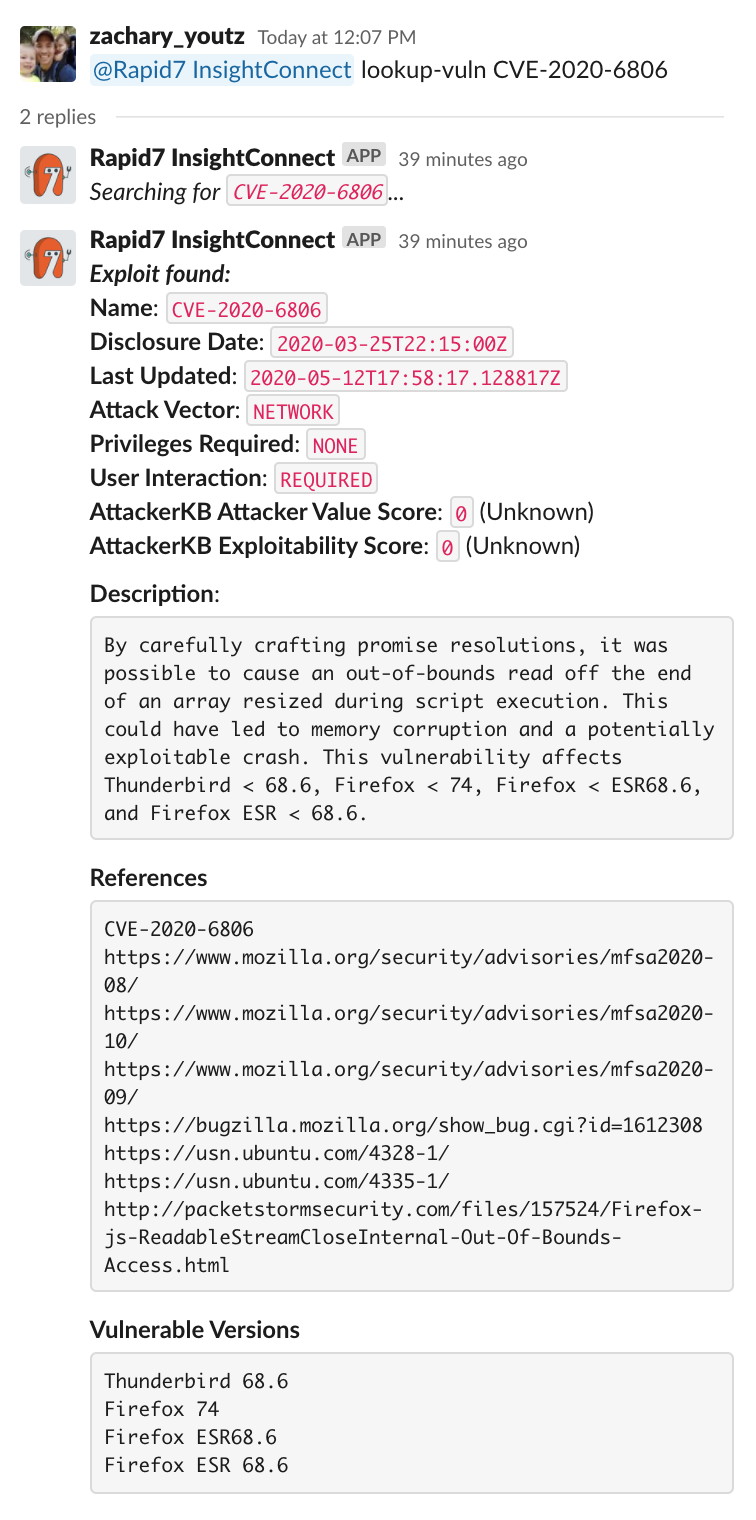 zachary_youtz Today at 12:07 PM
@Rapid7 InsightConnect lookup-vuln CVE-2020-6806
2 replies
Rapid7 InsightConnect APP 39 minutes ago
Searching for CVE-2020-6806...
Rapid7 InsightConnect APP 39 minutes ago
Exploit found:
Name: CVE-2020-6806
Disclosure Date: 2020-03-25T22:15:00Z
Last Updated: 2020-05-12T17:58:17.128817Z
Attack Vector: NETWORK
Privileges Required: NONE
User Interaction: REQUIRED
AttackerKB Attacker Value Score: 0 (Unknown)
AttackerKB Exploitability Score: 0 (Unknown)
Description:
By carefully crafting promise resolutions, it was
possible to cause an out-of-bounds read off the end
of an array resized during script execution. This
could have led to memory corruption and a potentially
exploitable crash. This vulnerability affects
Thunderbird < 68.6, Firefox < 74, Firefox < ESR68.6,
and Firefox ESR < 68.6.
References
CVE-2020-6806
https://www.mozilla.org/security/advisories/mfsa2020-
08/
https://www.mozilla.org/security/advisories/mfsa2020-
10/
https://www.mozilla.org/security/advisories/mfsa2020-
09/
https://bugzilla.mozilla.org/show_bug.cgi?id=1612308
https://usn.ubuntu.com/4328-1/
https://usn.ubuntu.com/4335-1/
http://packetstormsecurity.com/files/157524/Firefox-
js-ReadableStreamCloseInternal-Out-Of-Bounds-
Access.html
Vulnerable Versions
Thunderbird 68.6
Firefox 74
Firefox ESR68.6
Firefox ESR 68.6